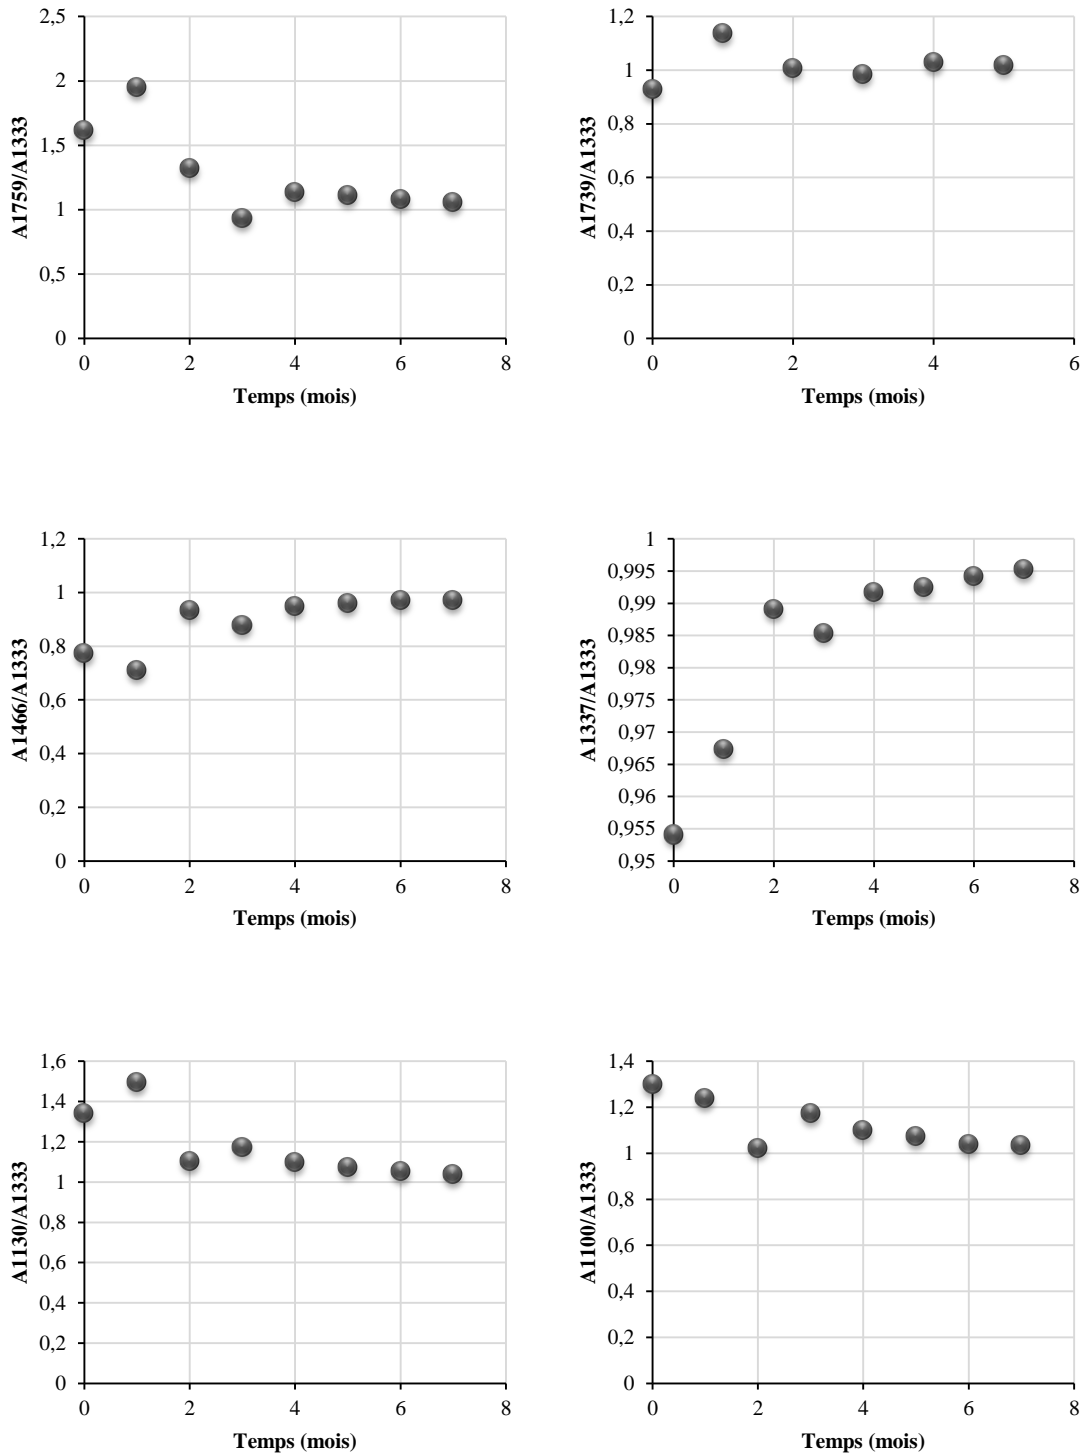 2,5
2
1,5
1
0,5
0
0 2 4 6 8
A1759/A1333
Temps (mois)
1,2
1
0,8
0,6
0,4
0,2
0
0 2 4 6
A1739/A1333
Temps (mois)
1,2
1
0,8
0,6
0,4
0,2
0
0 2 4 6 8
A1466/A1333
Temps (mois)
1
0,995
0,99
0,985
0,98
0,975
0,97
0,965
0,96
0,955
0,95
0 2 4 6 8
A1337/A1333
Temps (mois)
1,6
1,4
1,2
1
0,8
0,6
0,4
0,2
0
0 2 4 6 8
A1130/A1333
Temps (mois)
1,4
1,2
1
0,8
0,6
0,4
0,2
0
0 2 4 6 8
A1100/A1333
Temps (mois)